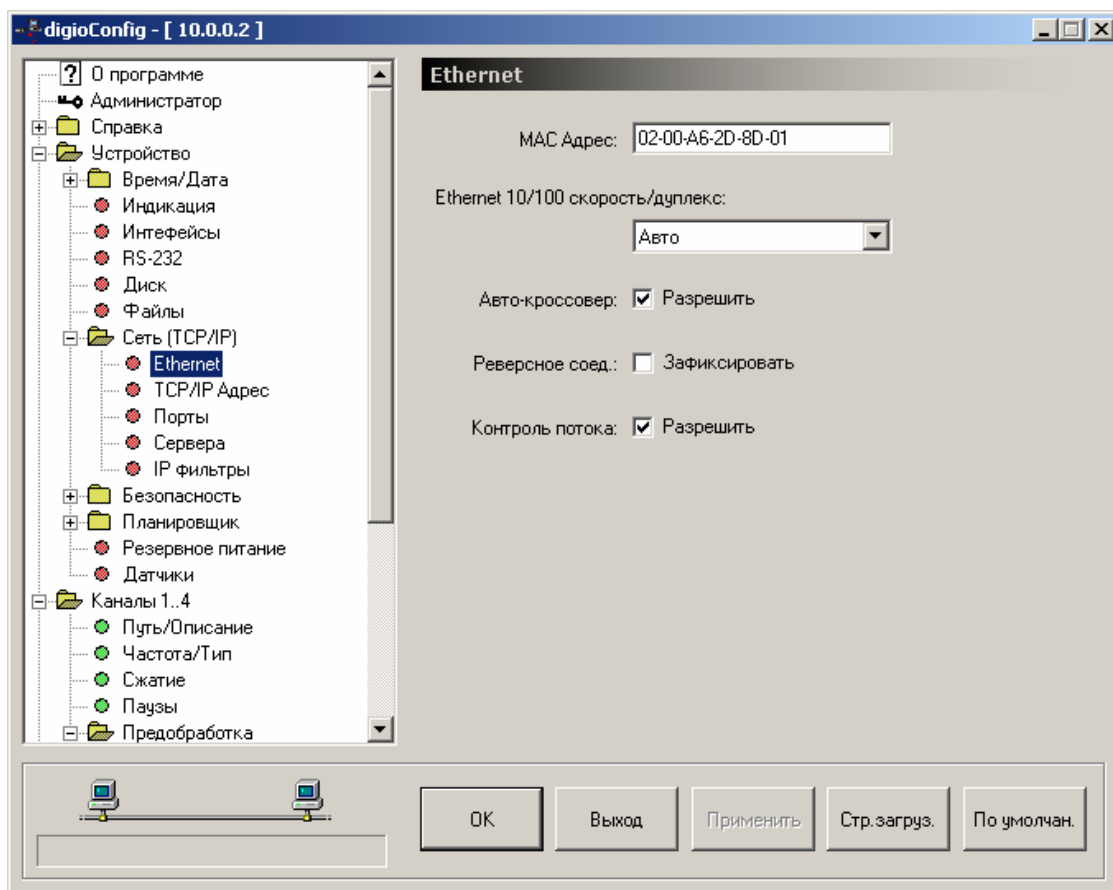 digioConfig - [ 10.0.0.2 ]
О программе
Администратор
Справка
Устройство
Время/Дата
Индикация
Интефейсы
RS-232
Диск
Файлы
Сеть (TCP/IP)
Ethernet
TCP/IP Адрес
Порты
Сервера
IP фильтры
Безопасность
Планировщик
Резервное питание
Датчики
Каналы 1..4
Путь/Описание
Частота/Тип
Сжатие
Паузы
Предобработка
Ethernet
MAC Адрес: 02-00-A6-2D-8D-01
Ethernet 10/100 скорость/дуплекс:
Авто
Авто-кроссовер: Разрешить
Реверсное соед.: Зафиксировать
Контроль потока: Разрешить
OK Выход Применить Стр.загруз. По умолчан.